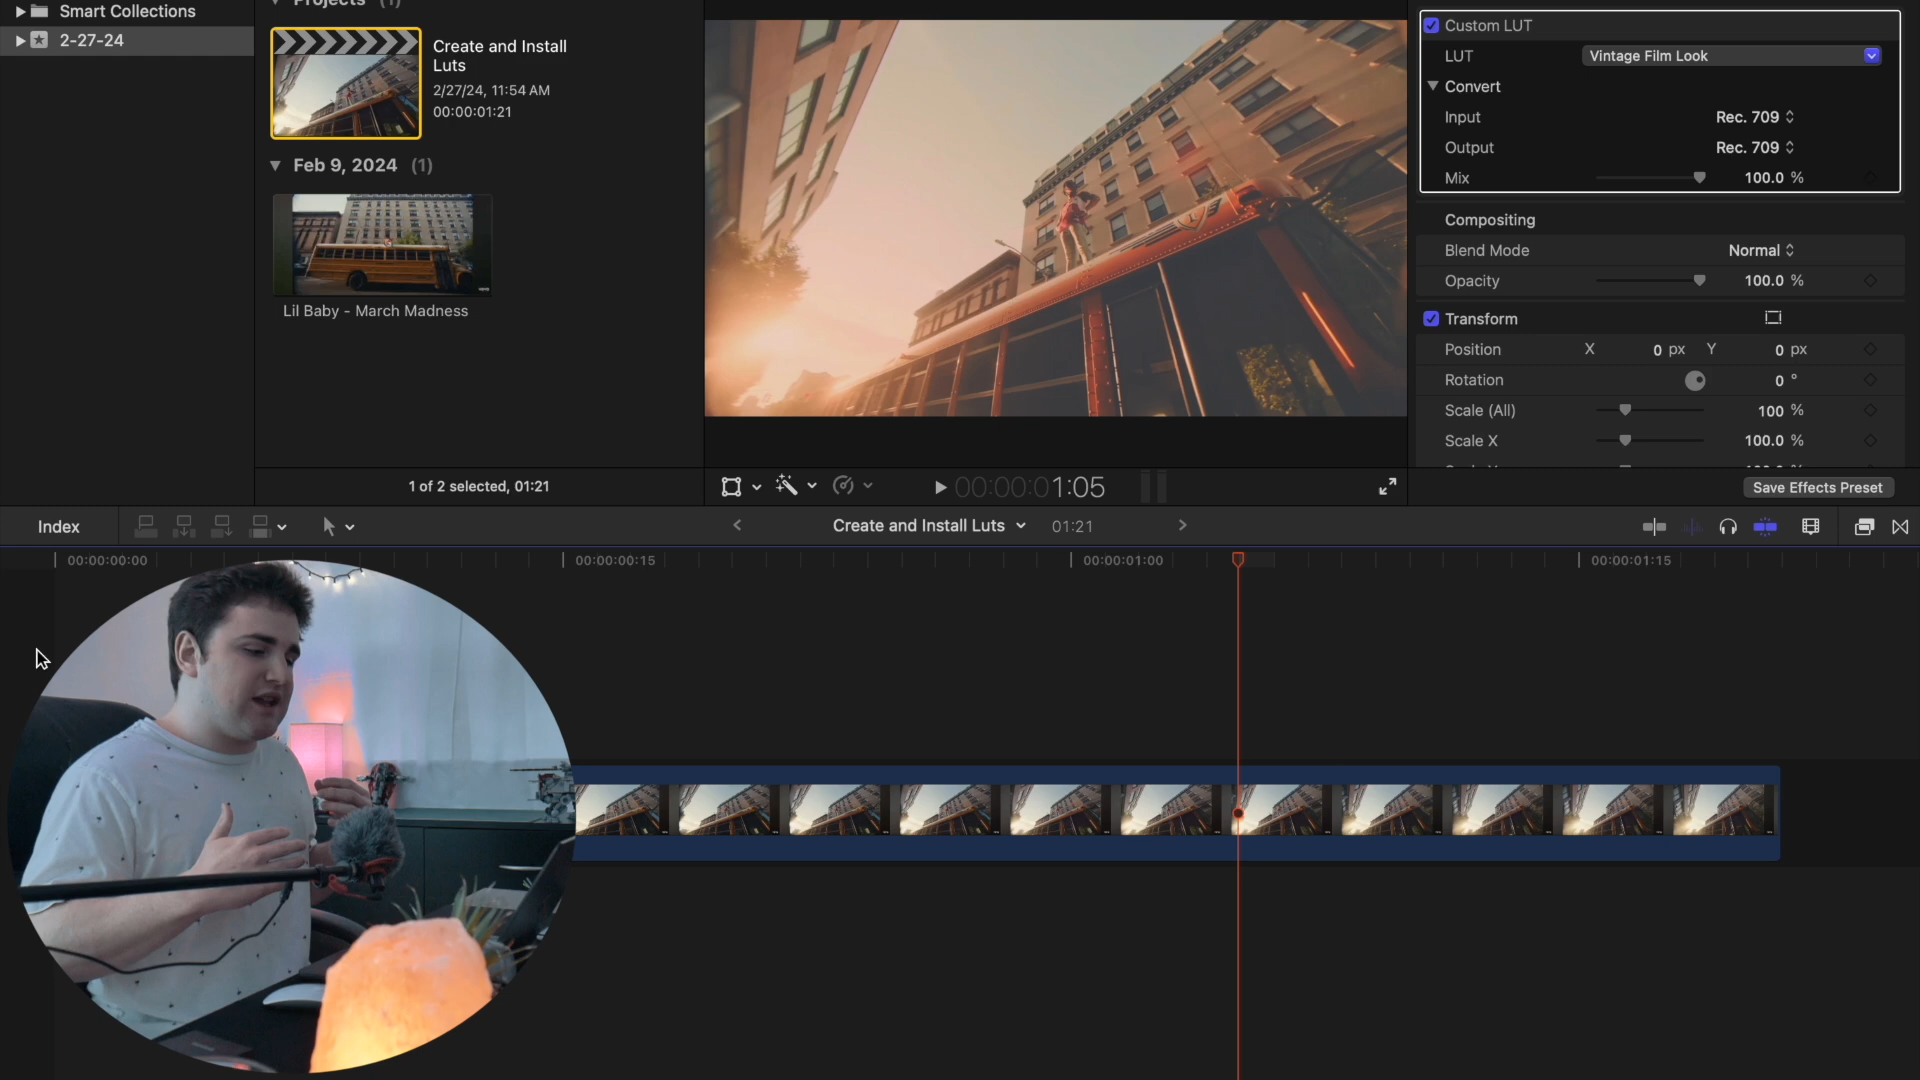 Smart Collections
2-27-24
Projects (1)
Create and Install
Luts
2/27/24, 11:54 AM
00:00:01:21
Feb 9, 2024 (1)
Lil Baby - March Madness
1 of 2 selected, 01:21
00:00:01:05
Custom LUT
LUT Vintage Film Look
Convert
Input Rec. 709
Output Rec. 709
Mix 100.0 %
Compositing
Blend Mode Normal
Opacity 100.0 %
Transform
Position X 0 px Y 0 px
Rotation 0 °
Scale (All) 100 %
Scale X 100.0 %
Save Effects Preset
Index
Create and Install Luts 01:21
00:00:00:00
00:00:00:15
00:00:01:00
00:00:01:15